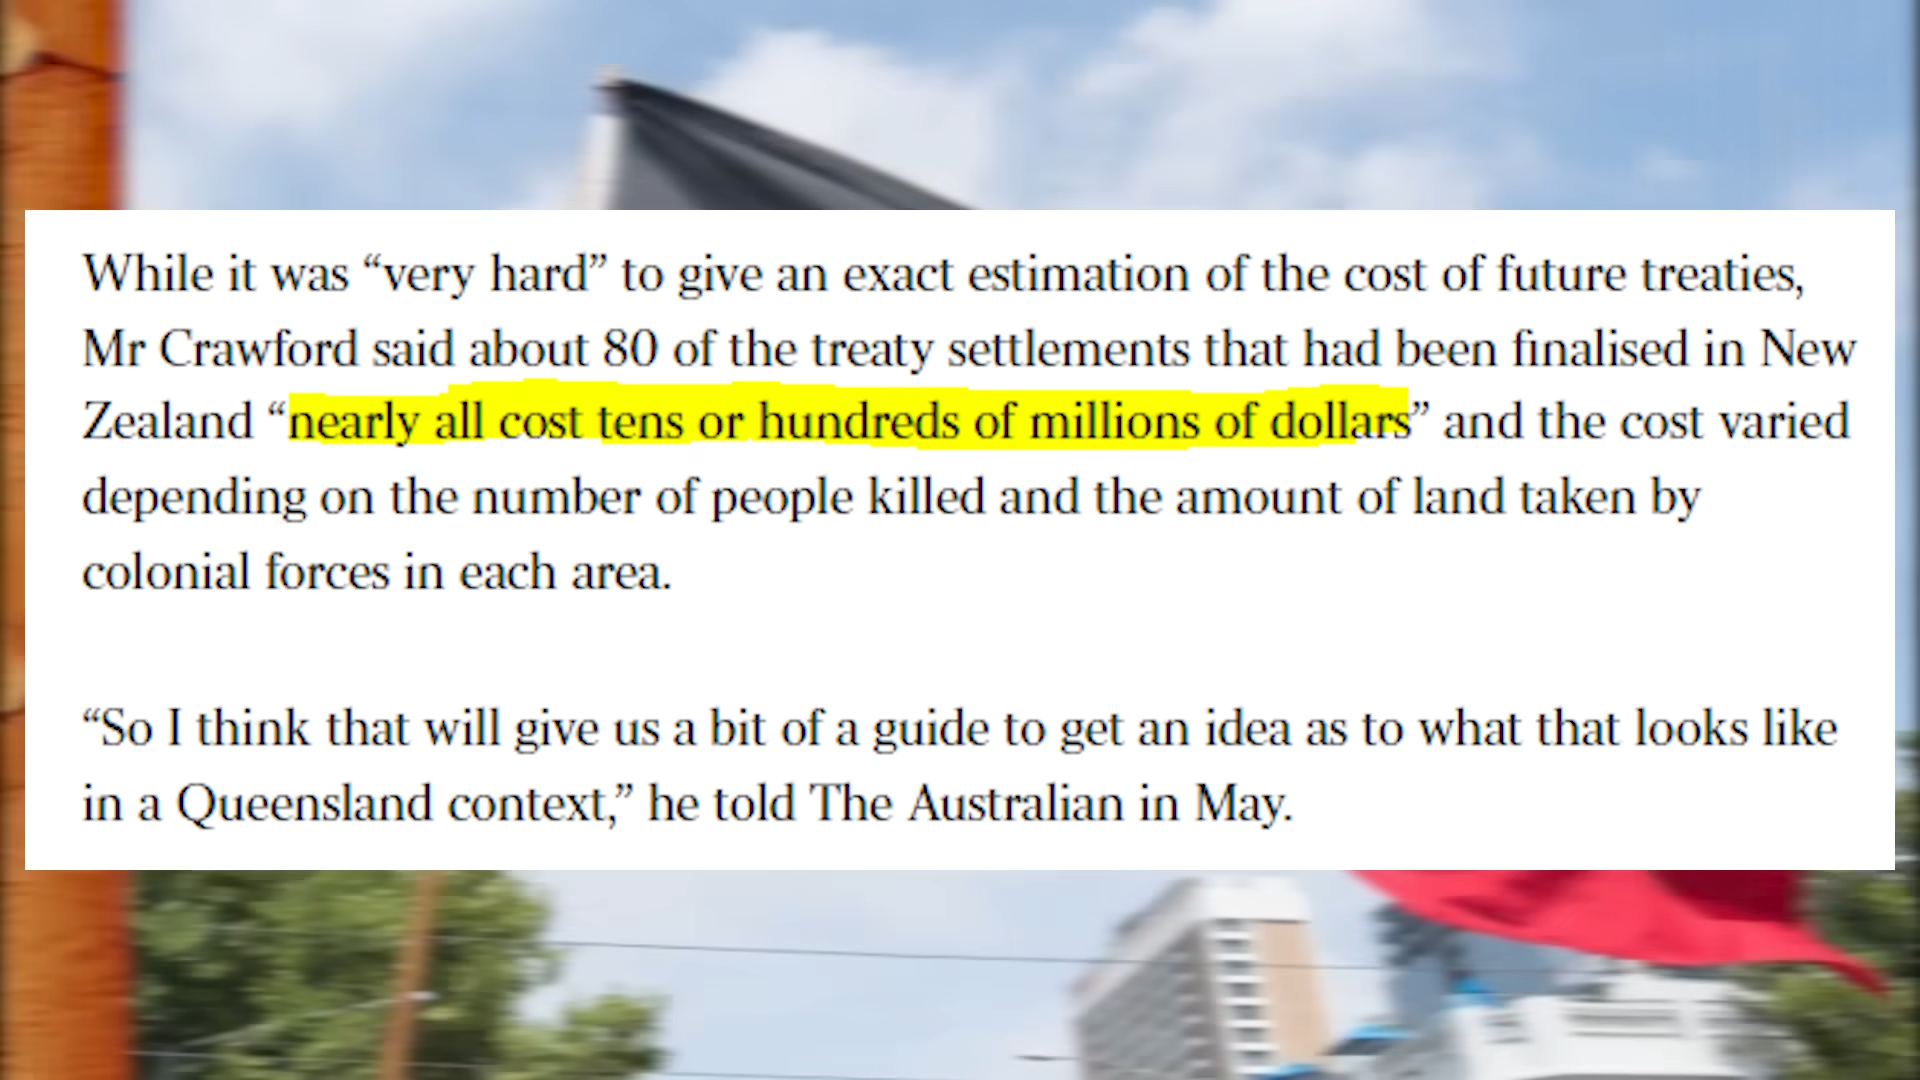 While it was “very hard” to give an exact estimation of the cost of future treaties,
Mr Crawford said about 80 of the treaty settlements that had been finalised in New
Zealand “nearly all cost tens or hundreds of millions of dollars” and the cost varied
depending on the number of people killed and the amount of land taken by
colonial forces in each area.
“So I think that will give us a bit of a guide to get an idea as to what that looks like
in a Queensland context,” he told The Australian in May.